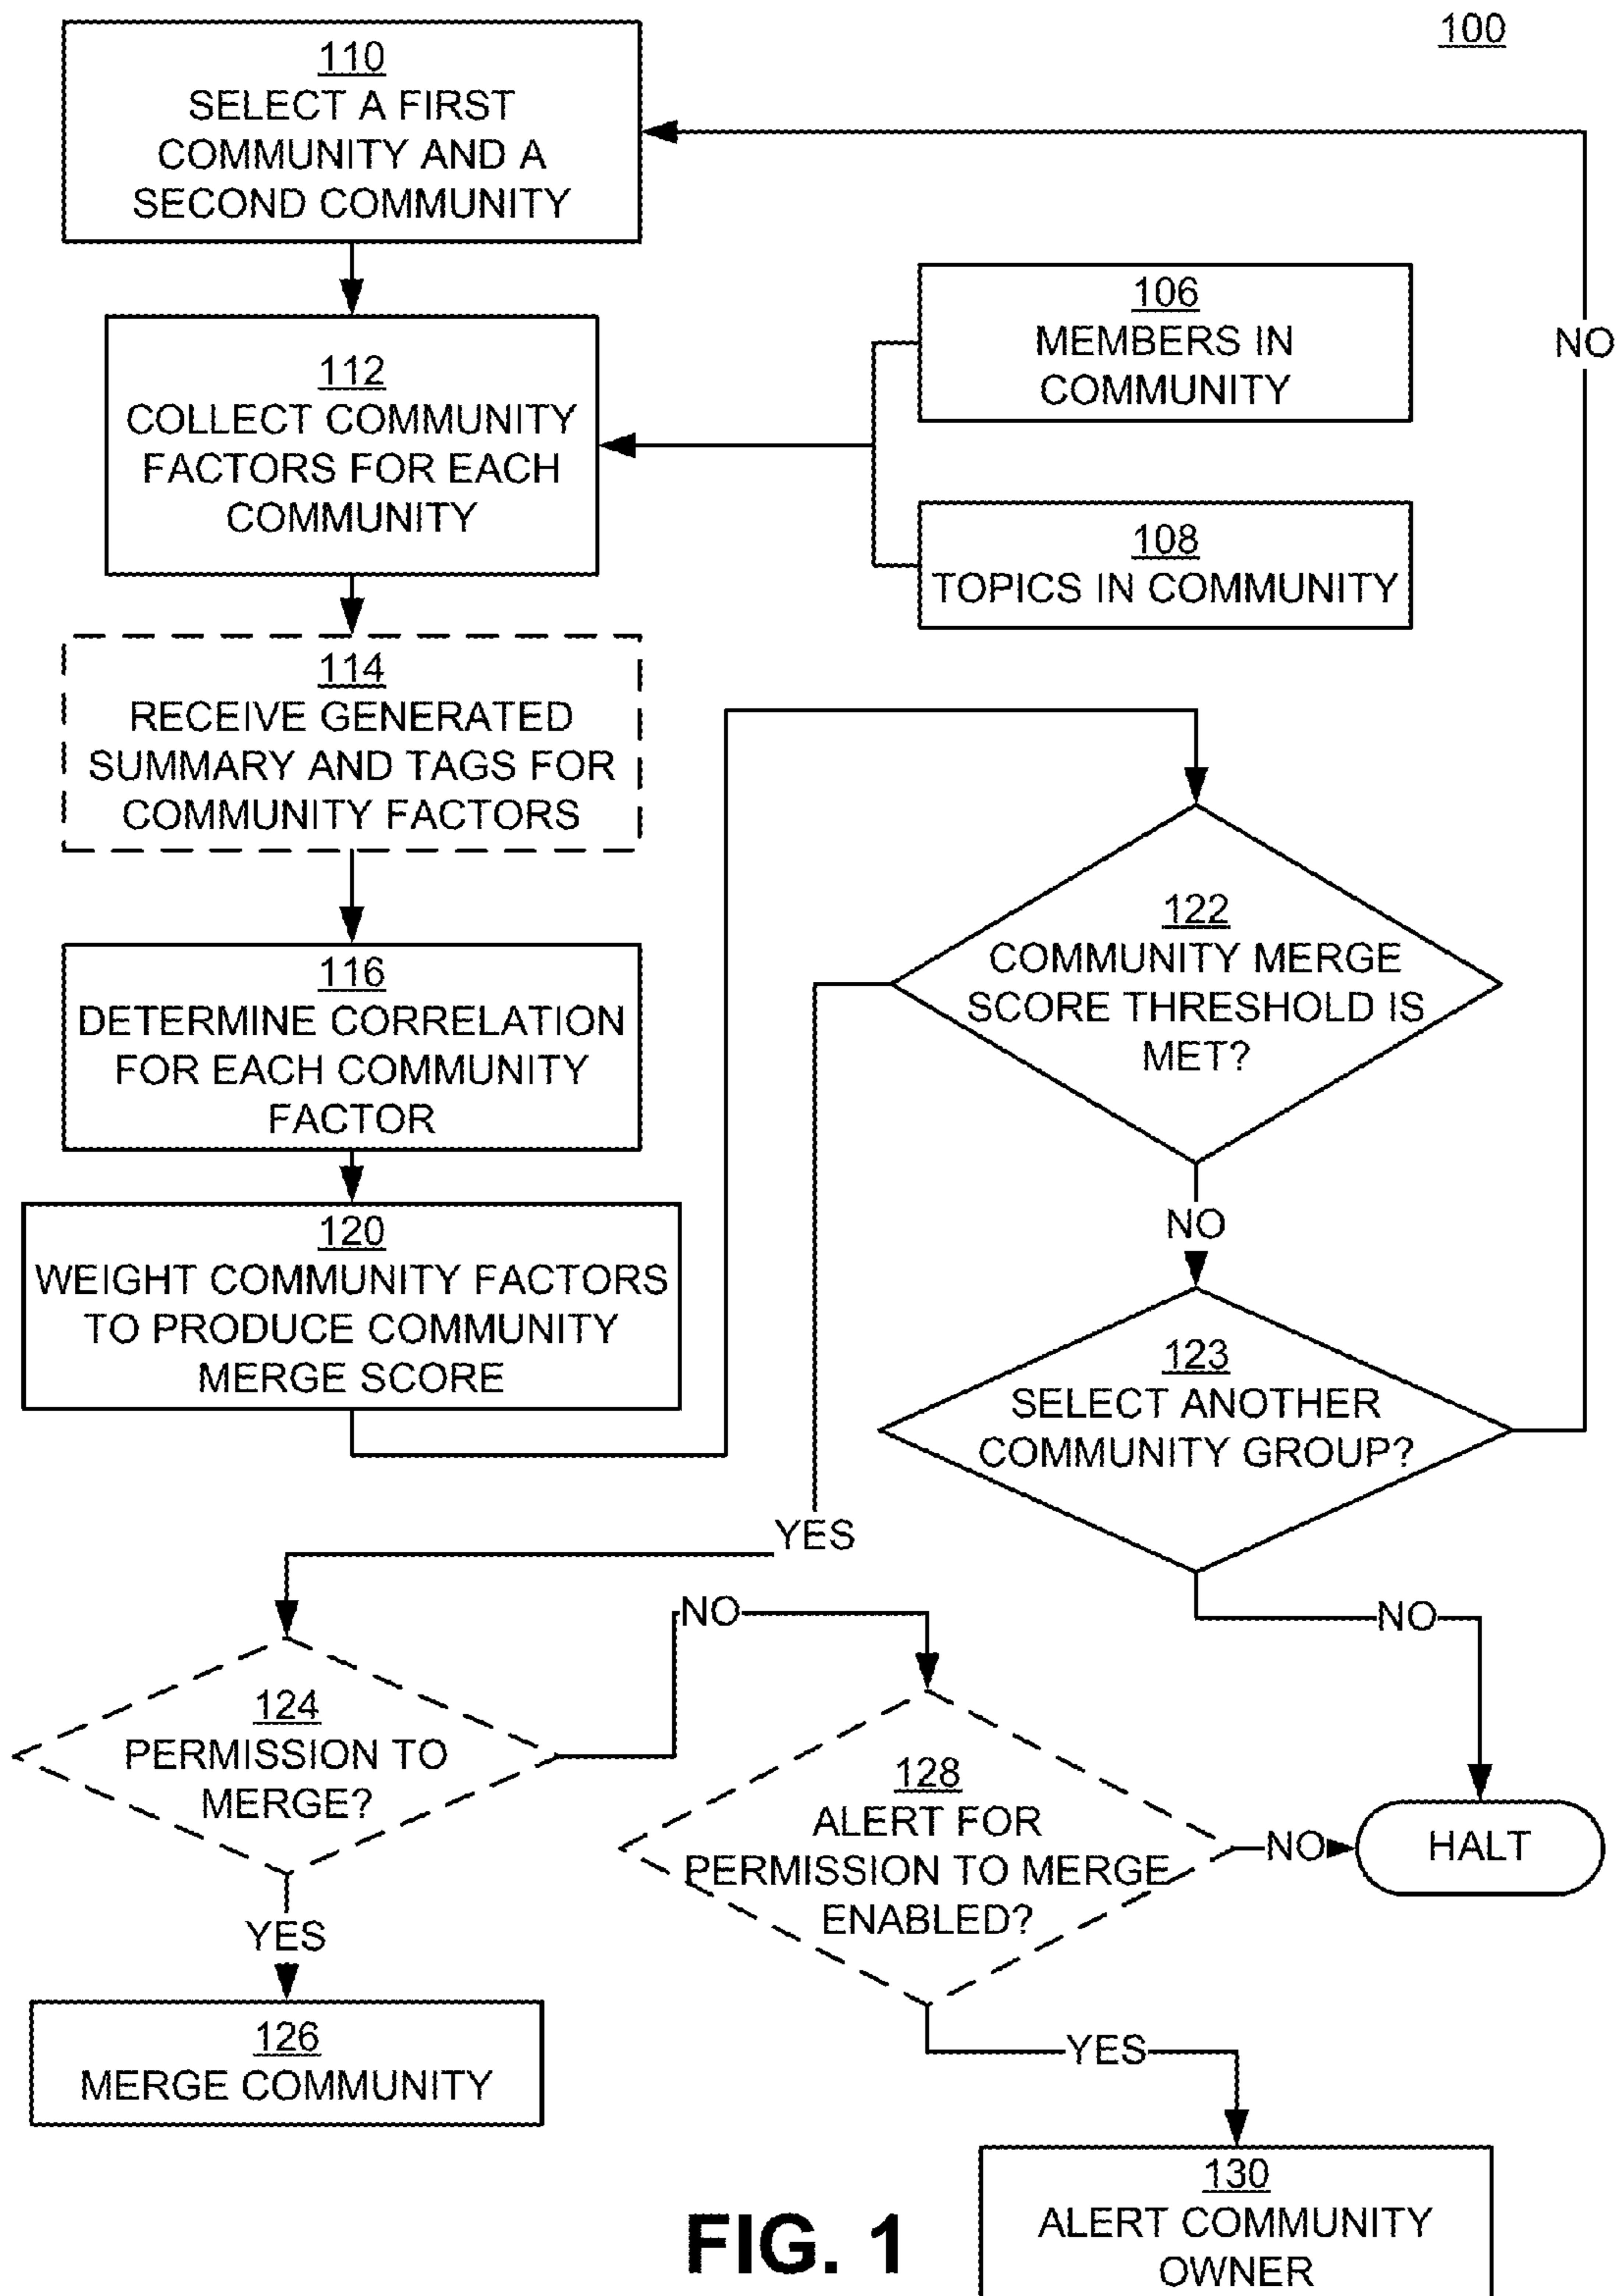 100
110
SELECT A FIRST
COMMUNITY AND A
SECOND COMMUNITY
106
MEMBERS IN
COMMUNITY
NO
112
COLLECT COMMUNITY
FACTORS FOR EACH
COMMUNITY
108
TOPICS IN COMMUNITY
114
RECEIVE GENERATED
SUMMARY AND TAGS FOR
COMMUNITY FACTORS
116
DETERMINE CORRELATION
FOR EACH COMMUNITY
FACTOR
120
WEIGHT COMMUNITY FACTORS
TO PRODUCE COMMUNITY
MERGE SCORE
122
COMMUNITY MERGE
SCORE THRESHOLD IS
MET?
NO
123
SELECT ANOTHER
COMMUNITY GROUP?
YES
NO
NO
124
PERMISSION TO
MERGE?
128
ALERT FOR
PERMISSION TO MERGE
ENABLED?
NO
HALT
YES
126
MERGE COMMUNITY
YES
130
ALERT COMMUNITY
OWNER
FIG. 1